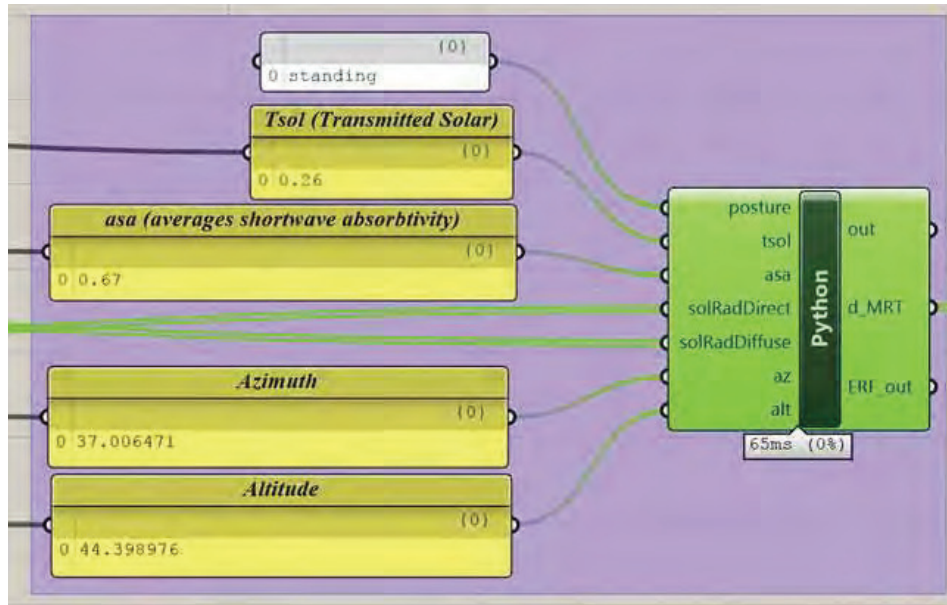 {0}
0 standing
Tsol (Transmitted Solar)
{0}
0 0.26
asa (averages shortwave absorbtivity)
{0}
0 0.67
Azimuth
{0}
0 37.006471
Altitude
{0}
0 44.398976
posture
tsol
asa
solRadDirect
solRadDiffuse
az
alt
Python
out
d_MRT
ERF_out
65ms (0%)